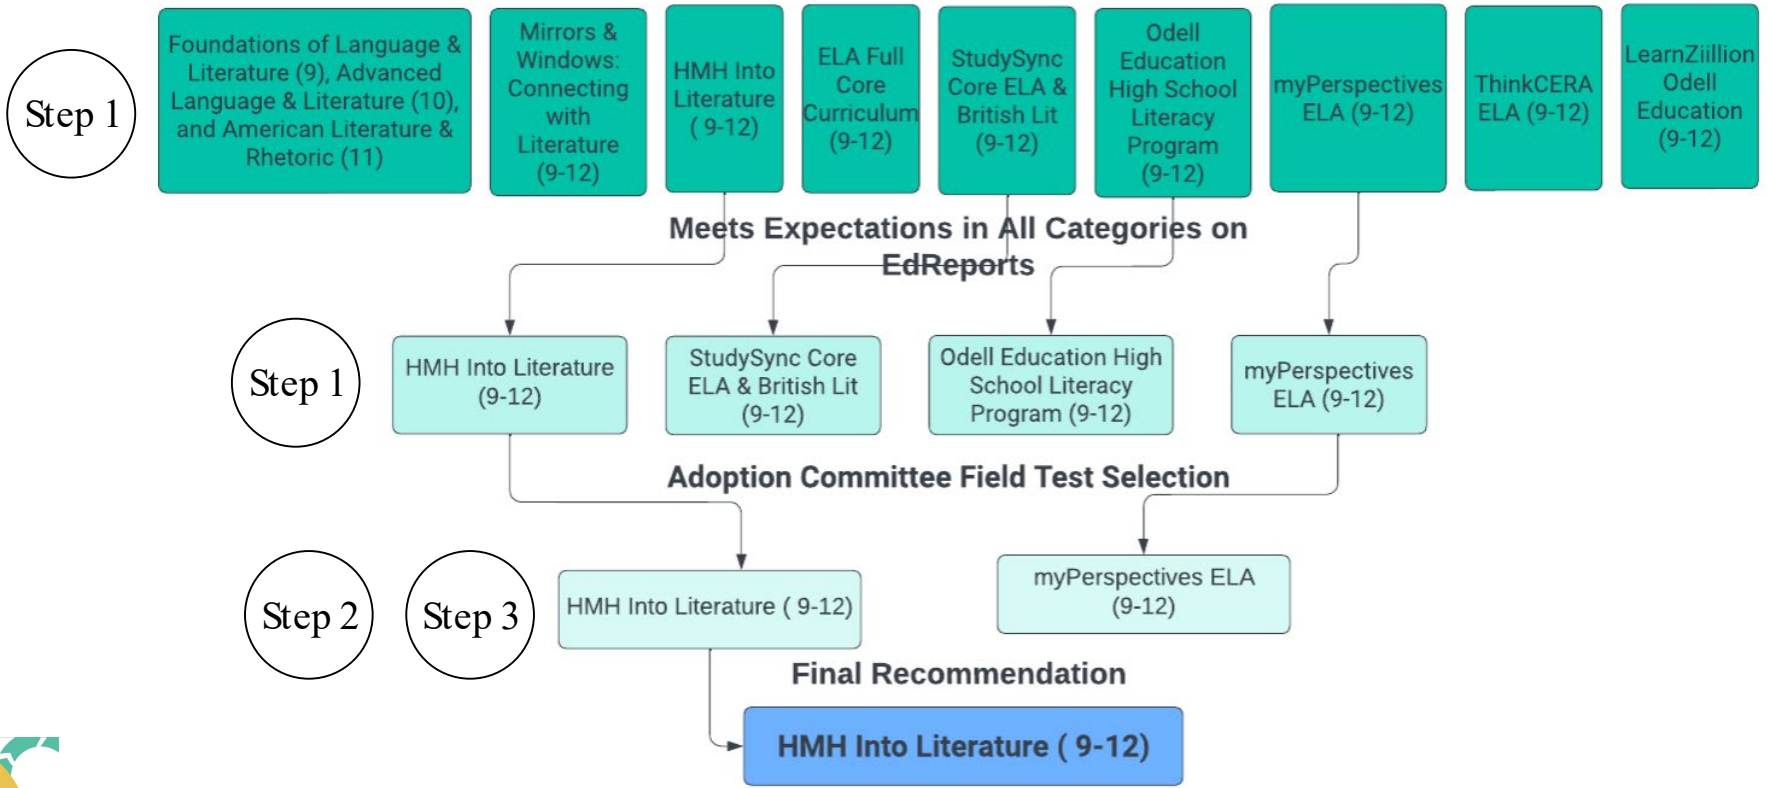 Step 1
Foundations of Language &
Literature (9), Advanced
Language & Literature (10),
and American Literature &
Rhetoric (11)
Mirrors &
Windows:
Connecting
with
Literature
(9-12)
HMH Into
Literature
( 9-12)
ELA Full
Core
Curriculum
(9-12)
StudySync
Core ELA &
British Lit
(9-12)
Odell
Education
High School
Literacy
Program
(9-12)
myPerspectives
ELA (9-12)
ThinkCERA
ELA (9-12)
LearnZiillion
Odell
Education
(9-12)
Meets Expectations in All Categories on
EdReports
Step 1
HMH Into Literature
(9-12)
StudySync Core
ELA & British Lit
(9-12)
Odell Education High
School Literacy
Program (9-12)
myPerspectives
ELA (9-12)
Adoption Committee Field Test Selection
Step 2
Step 3
HMH Into Literature ( 9-12)
myPerspectives ELA
(9-12)
Final Recommendation
HMH Into Literature ( 9-12)